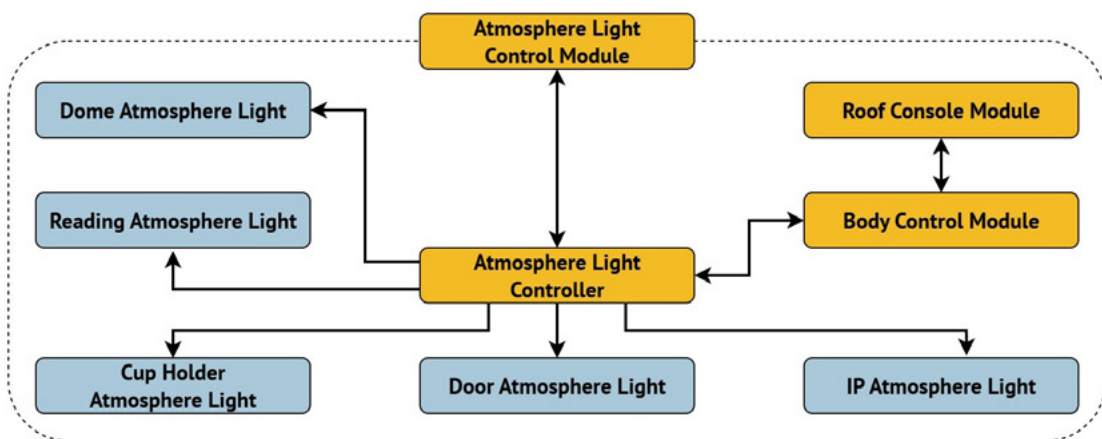 Atmosphere Light
Control Module
Dome Atmosphere Light
Roof Console Module
Reading Atmosphere Light
Body Control Module
Atmosphere Light
Controller
Cup Holder
Atmosphere Light
Door Atmosphere Light
IP Atmosphere Light